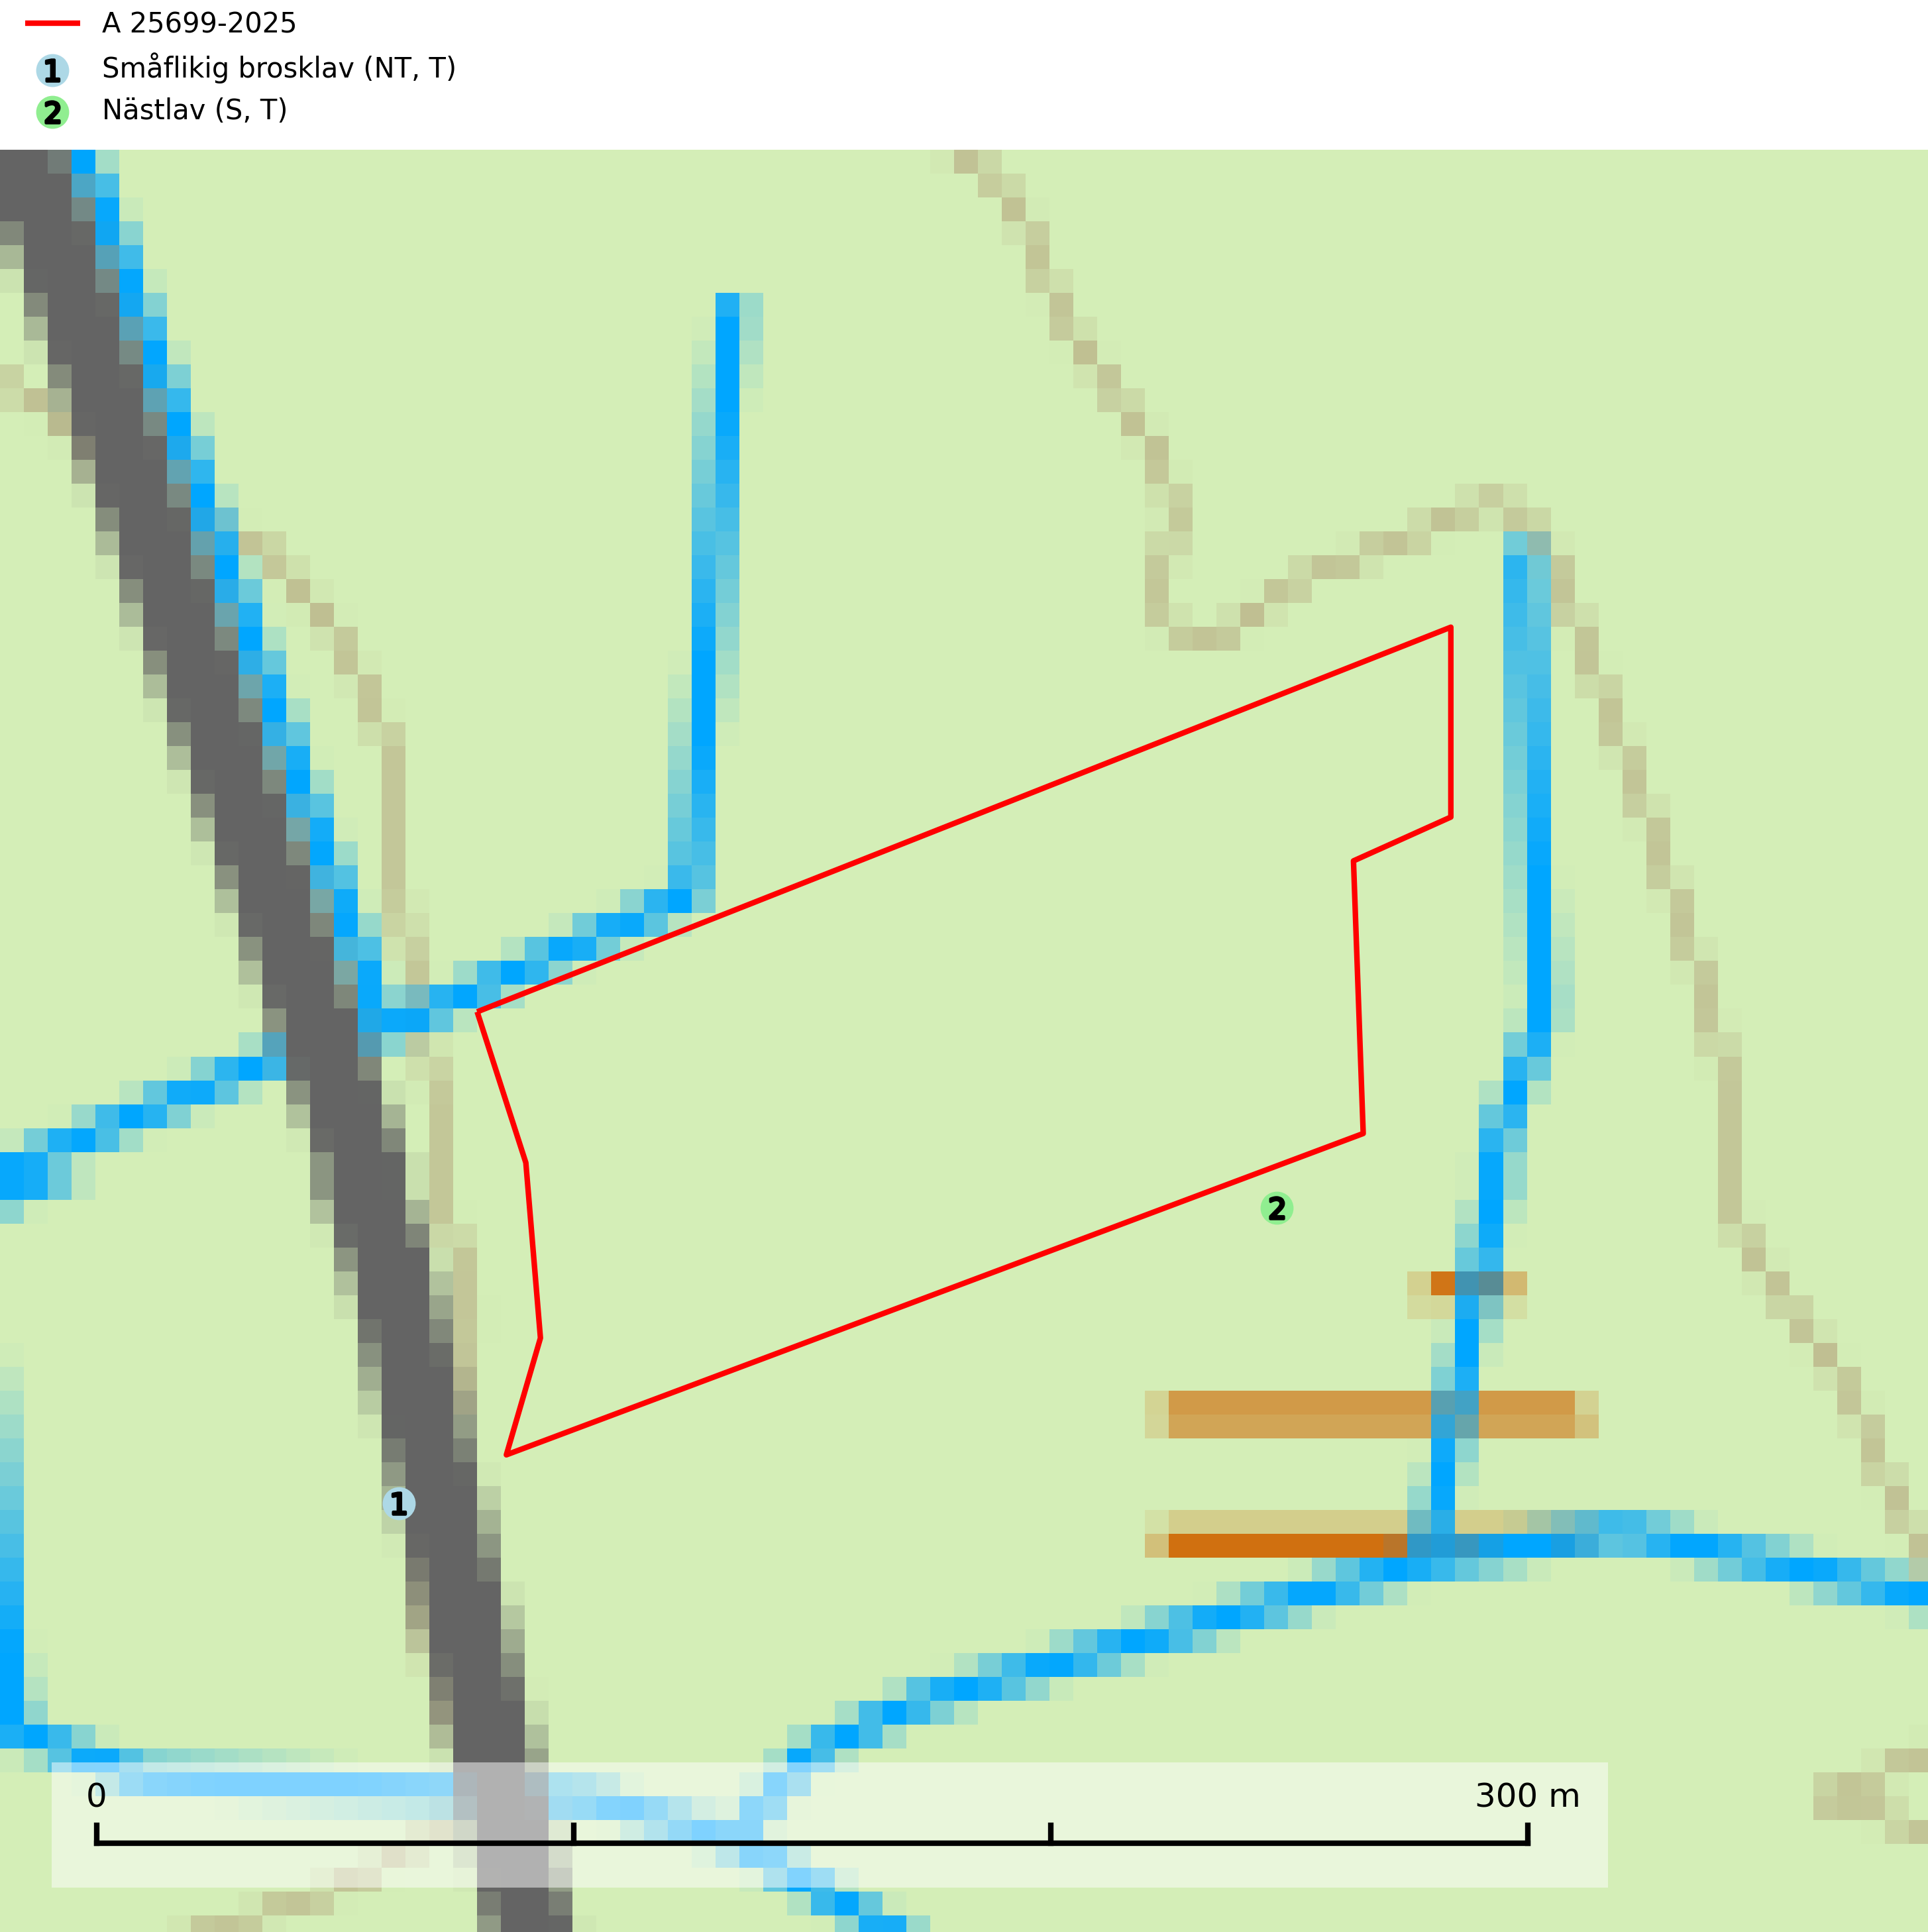 A 25699-2025
1 Småflikig brosklav (NT, T)
2 Nästlav (S, T)
2
1
0 300 m